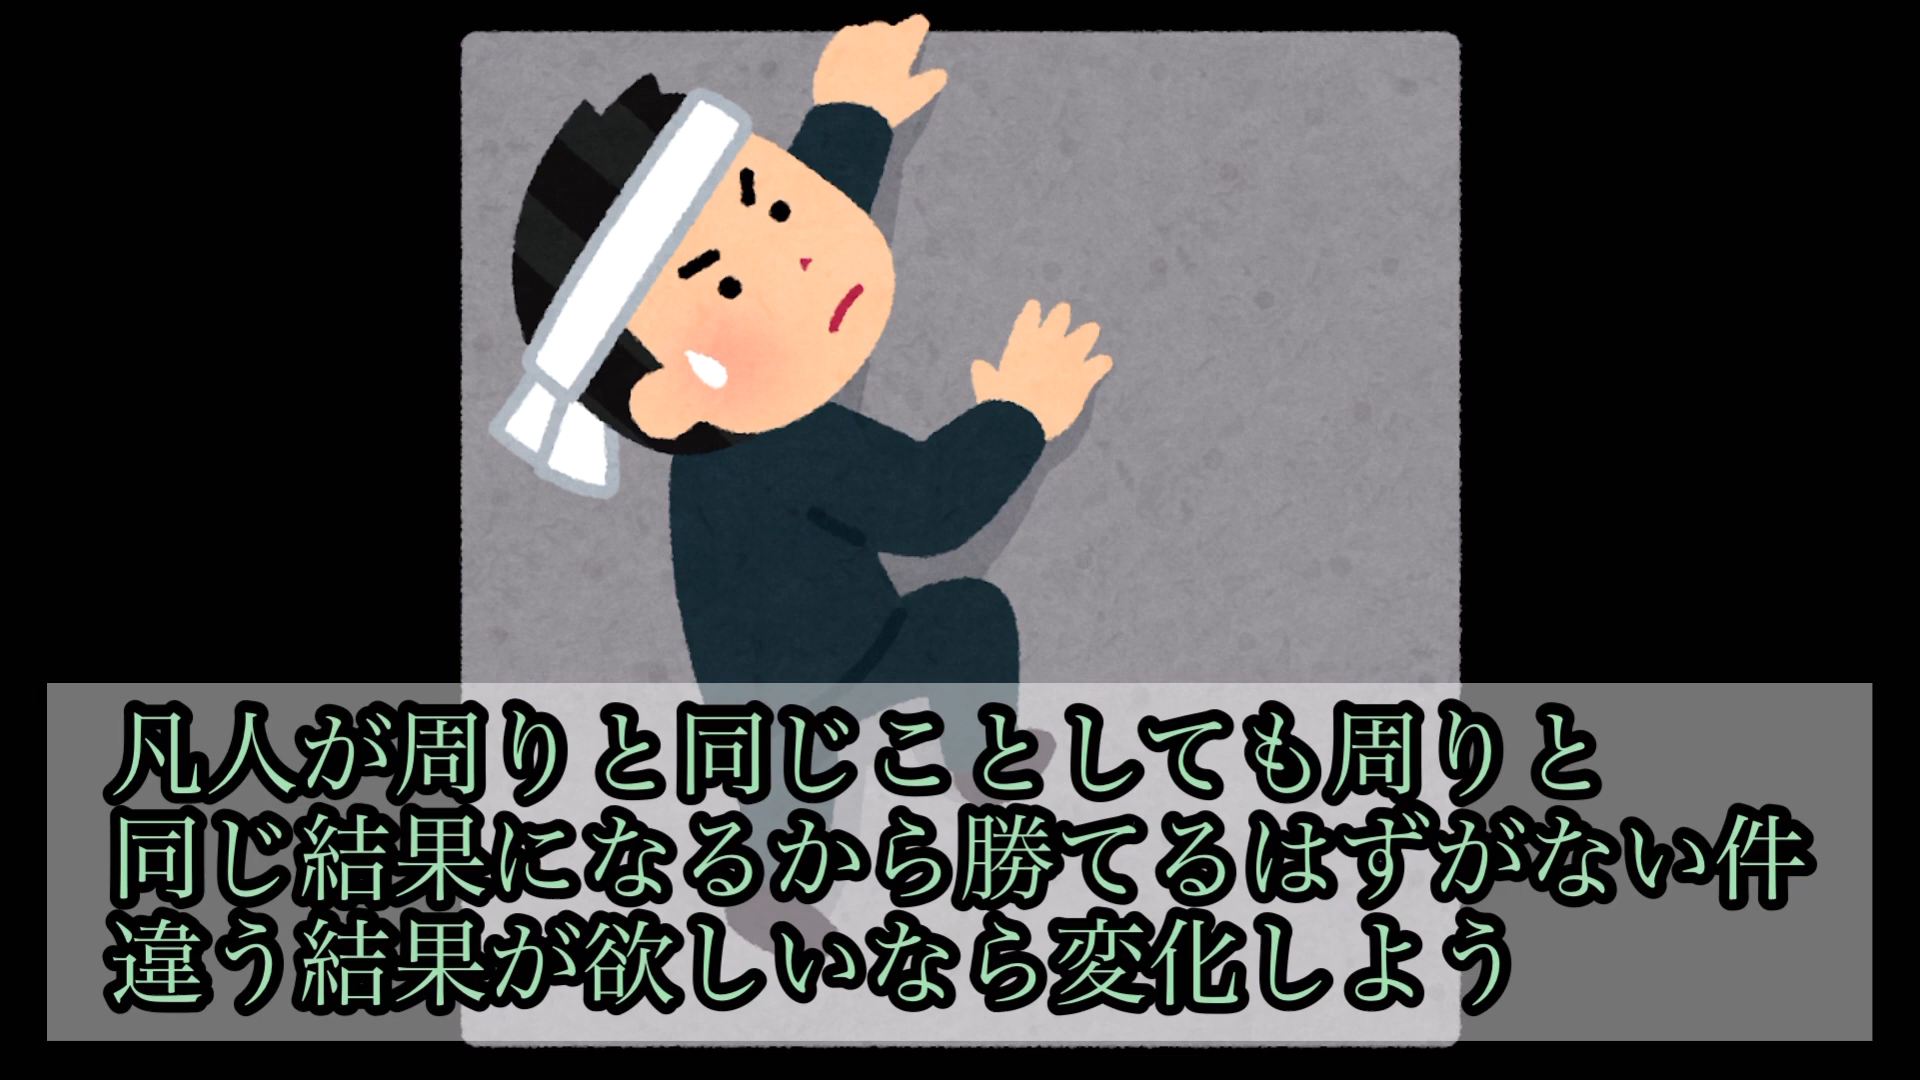 凡人が周りと同じことしても周りと
同じ結果になるから勝てるはずがない件
違う結果が欲しいなら変化しよう